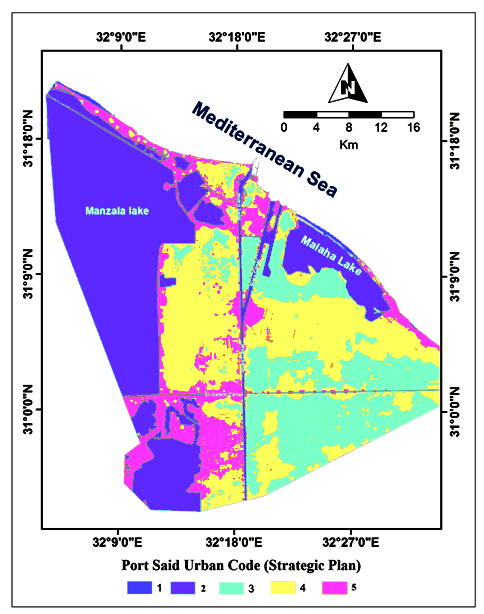 32°9'0"E 32°18'0"E 32°27'0"E
N
0 4 8 12 16
Km
Mediterranean Sea
31°18'0"N 31°18'0"N
Manzala lake
Malaha Lake
31°9'0"N 31°9'0"N
31°0'0"N 31°0'0"N
32°9'0"E 32°18'0"E 32°27'0"E
Port Said Urban Code (Strategic Plan)
1 2 3 4 5